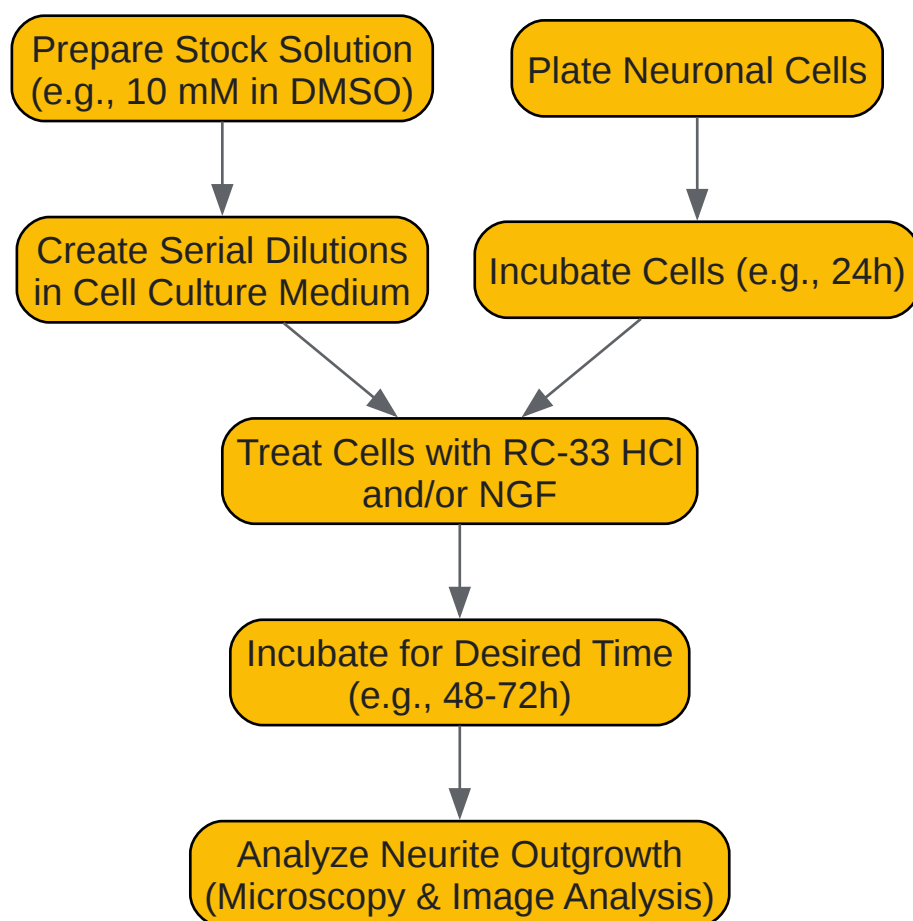 Prepare Stock Solution
(e.g., 10 mM in DMSO)
Plate Neuronal Cells
Create Serial Dilutions
in Cell Culture Medium
Incubate Cells (e.g., 24h)
Treat Cells with RC-33 HCl
and/or NGF
Incubate for Desired Time
(e.g., 48-72h)
Analyze Neurite Outgrowth
(Microscopy & Image Analysis)